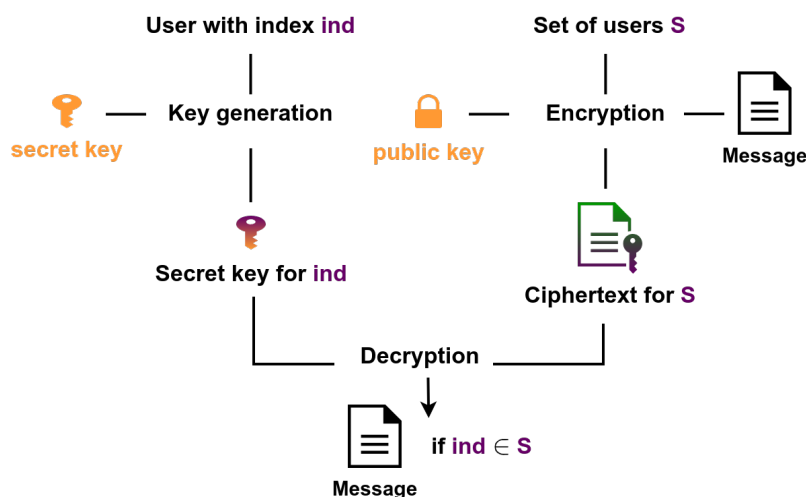 User with index ind
Set of users S
secret key
Key generation
public key
Encryption
Message
Secret key for ind
Ciphertext for S
Decryption
if ind ∈ S
Message